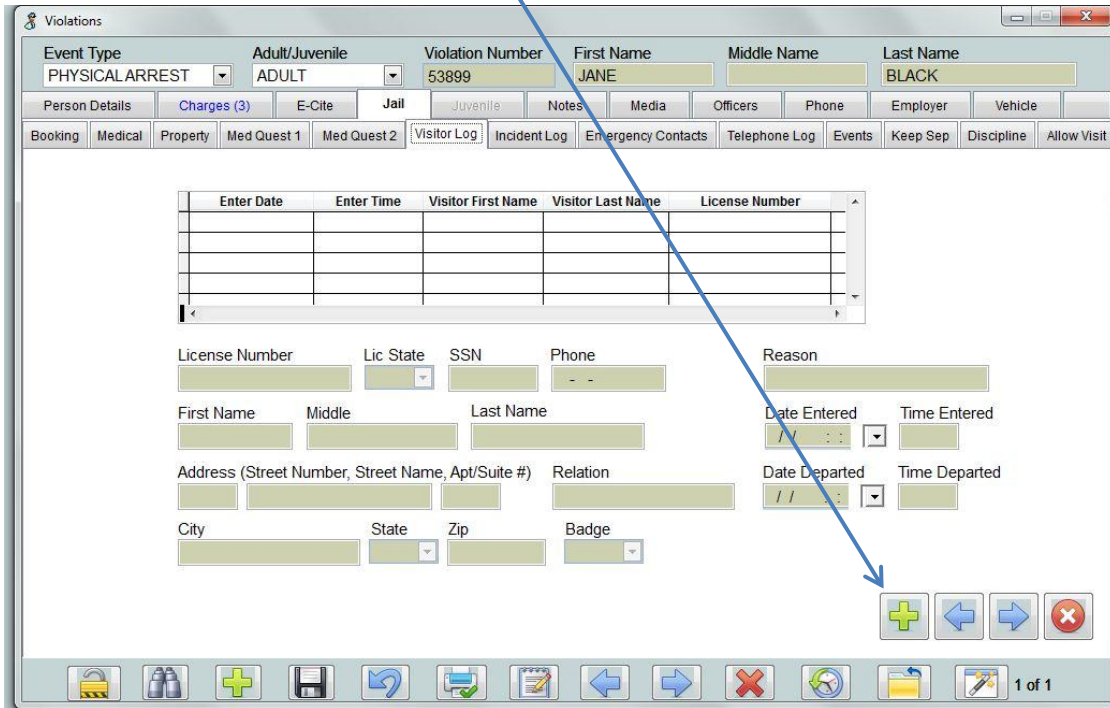 Violations
Event Type Adult/Juvenile Violation Number First Name Middle Name Last Name
PHYSICAL ARREST ADULT 53899 JANE BLACK
Person Details Charges (3) E-Cite Jail Juvenile Notes Media Officers Phone Employer Vehicle
Booking Medical Property Med Quest 1 Med Quest 2 Visitor Log Incident Log Emergency Contacts Telephone Log Events Keep Sep Discipline Allow Visit
Enter Date Enter Time Visitor First Name Visitor Last Name License Number
License Number Lic State SSN Phone Reason
- -
First Name Middle Last Name Date Entered Time Entered
/ / : :
Address (Street Number, Street Name, Apt/Suite #) Relation Date Departed Time Departed
/ / : :
City State Zip Badge
1 of 1